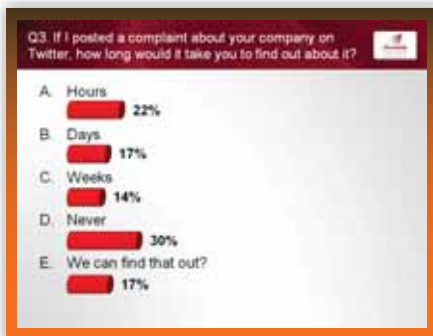 Q3. If I posted a complaint about your company on
Twitter, how long would it take you to find out about it?
A. Hours
22%
B. Days
17%
C. Weeks
14%
D. Never
30%
E. We can find that out?
17%